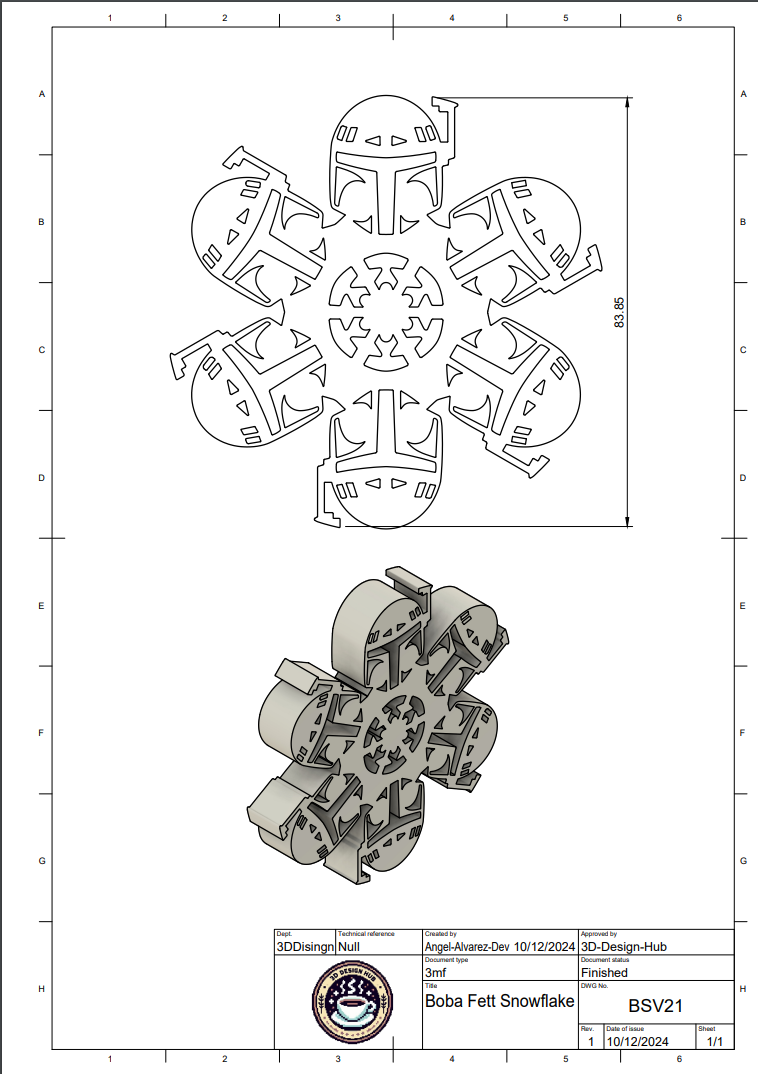 1 2 3 4 5 6
A A
B B
C C
83.85
D D
E E
F F
G G
H H
Dept. Technical reference Created by Approved by
3DDisingn Null Angel-Alvarez-Dev 10/12/2024 3D-Design-Hub
Document type Document status
3mf Finished
Title DWG No.
Boba Fett Snowflake BSV21
3D DESIGN HUB
Rev. Date of issue Sheet
1 10/12/2024 1/1
1 2 3 4 5 6